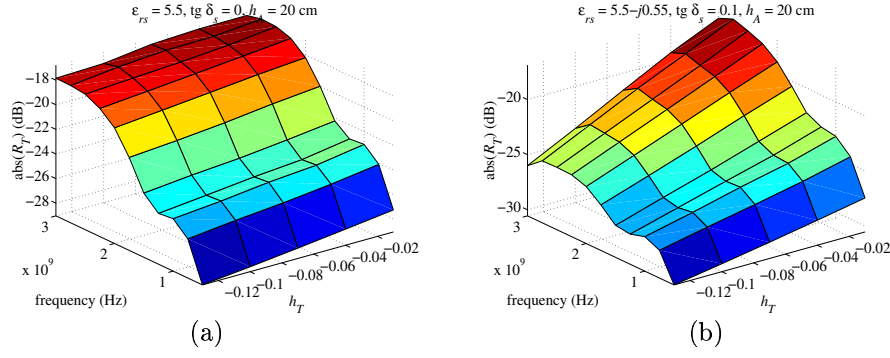 ε_rs = 5.5, tg δ_s = 0, h_A = 20 cm
−18
−20
−22
−24
−26
−28
abs(R_T) (dB)
3
2
1
x 10^9
frequency (Hz)
−0.12
−0.1
−0.08
−0.06
−0.04
−0.02
h_T
(a)
ε_rs = 5.5−j0.55, tg δ_s = 0.1, h_A = 20 cm
−20
−25
−30
abs(R_T) (dB)
3
2
1
x 10^9
frequency (Hz)
−0.12
−0.1
−0.08
−0.06
−0.04
−0.02
h_T
(b)